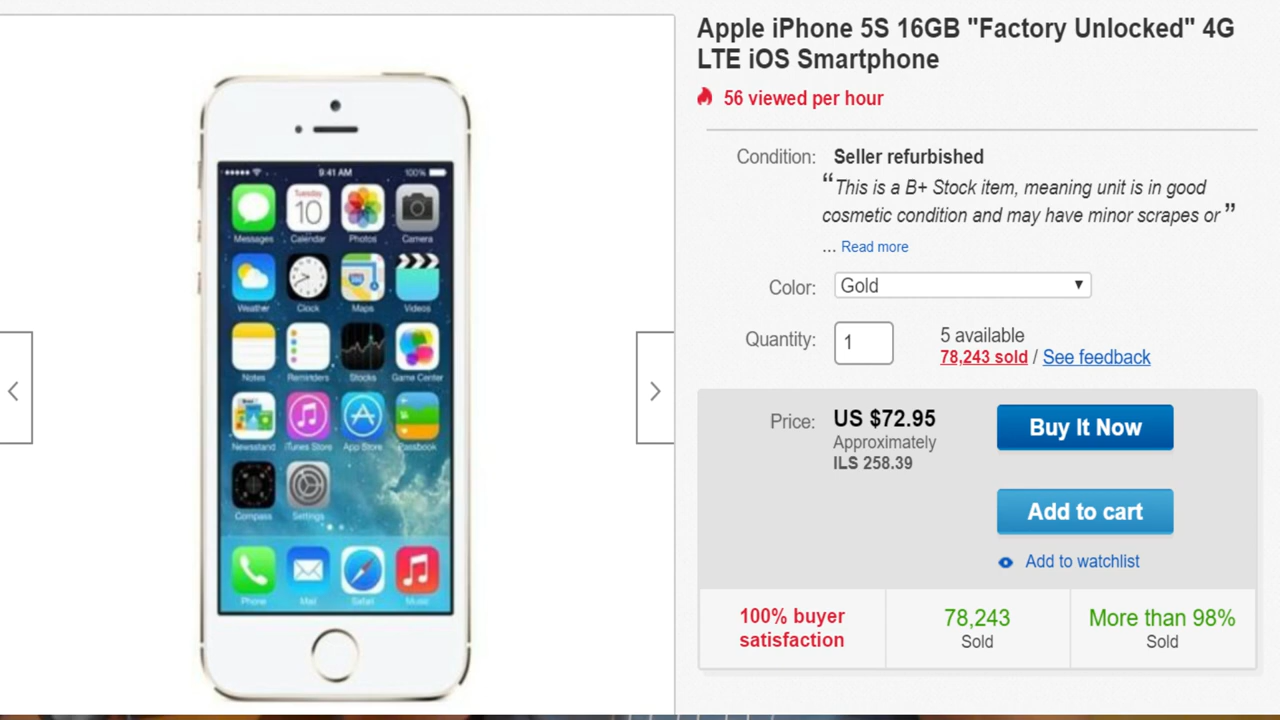 Apple iPhone 5S 16GB "Factory Unlocked" 4G
LTE iOS Smartphone
56 viewed per hour
Condition: Seller refurbished
“This is a B+ Stock item, meaning unit is in good
cosmetic condition and may have minor scrapes or ”
... Read more
Color: Gold
Quantity: 1
5 available
78,243 sold / See feedback
Price: US $72.95
Approximately
ILS 258.39
Buy It Now
Add to cart
Add to watchlist
100% buyer
satisfaction
78,243
Sold
More than 98%
Sold
9:41 AM 100%
Tuesday
10
Messages Calendar Photos Camera
Weather Clock Maps Videos
Notes Reminders Stocks Game Center
Newsstand iTunes Store App Store Passbook
Compass Settings
Phone Mail Safari Music